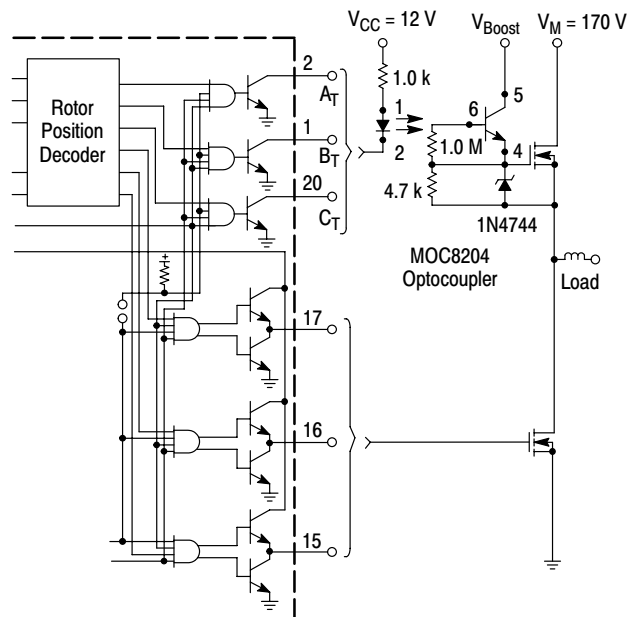 V_CC = 12 V
V_Boost
V_M = 170 V
1.0 k
1
2
5
6
4
1.0 M
4.7 k
1N4744
MOC8204
Optocoupler
Load
Rotor
Position
Decoder
2
A_T
1
B_T
20
C_T
+
17
16
15